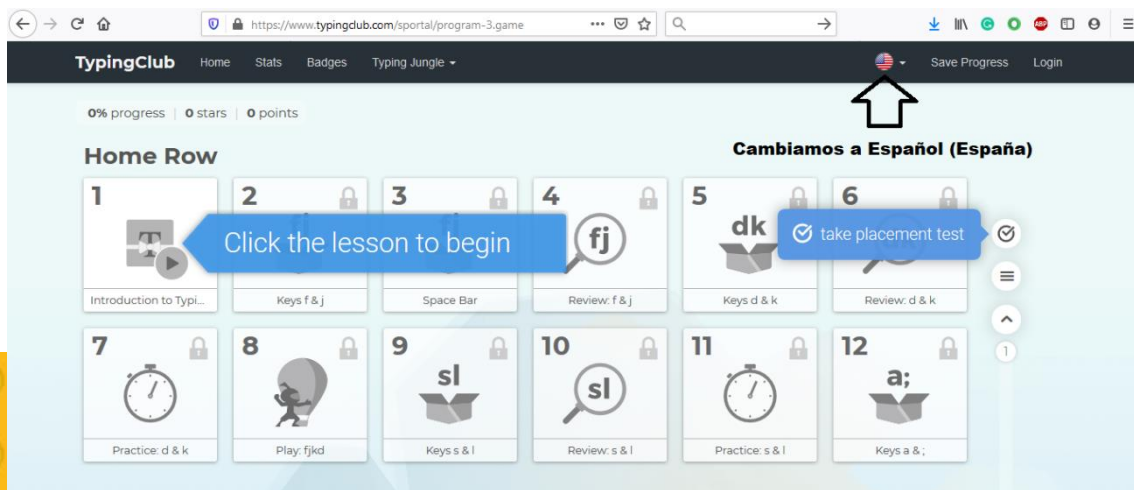 https://www.typingclub.com/sportal/program-3.game
TypingClub Home Stats Badges Typing Jungle Save Progress Login
0% progress | 0 stars | 0 points
Cambiamos a Español (España)
Home Row
1 2 3 4 5 6
fj dk
Click the lesson to begin
take placement test
Introduction to Typi... Keys f & j Space Bar Review: f & j Keys d & k Review: d & k
7 8 9 10 11 12
sl sl a;
Practice: d & k Play: fjkd Keys s & l Review: s & l Practice: s & l Keys a & ;
1